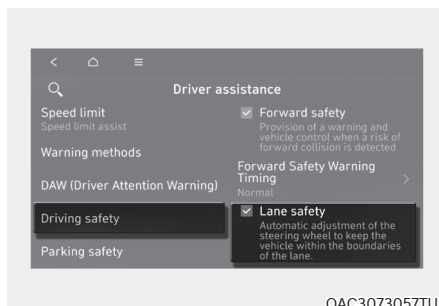 Driver assistance
Speed limit
Speed limit assist
Warning methods
DAW (Driver Attention Warning)
Driving safety
Parking safety
Forward safety
Provision of a warning and
vehicle control when a risk of
forward collision is detected
Forward Safety Warning
Timing
Normal
Lane safety
Automatic adjustment of the
steering wheel to keep the
vehicle within the boundaries
of the lane.
OAC3073057TU